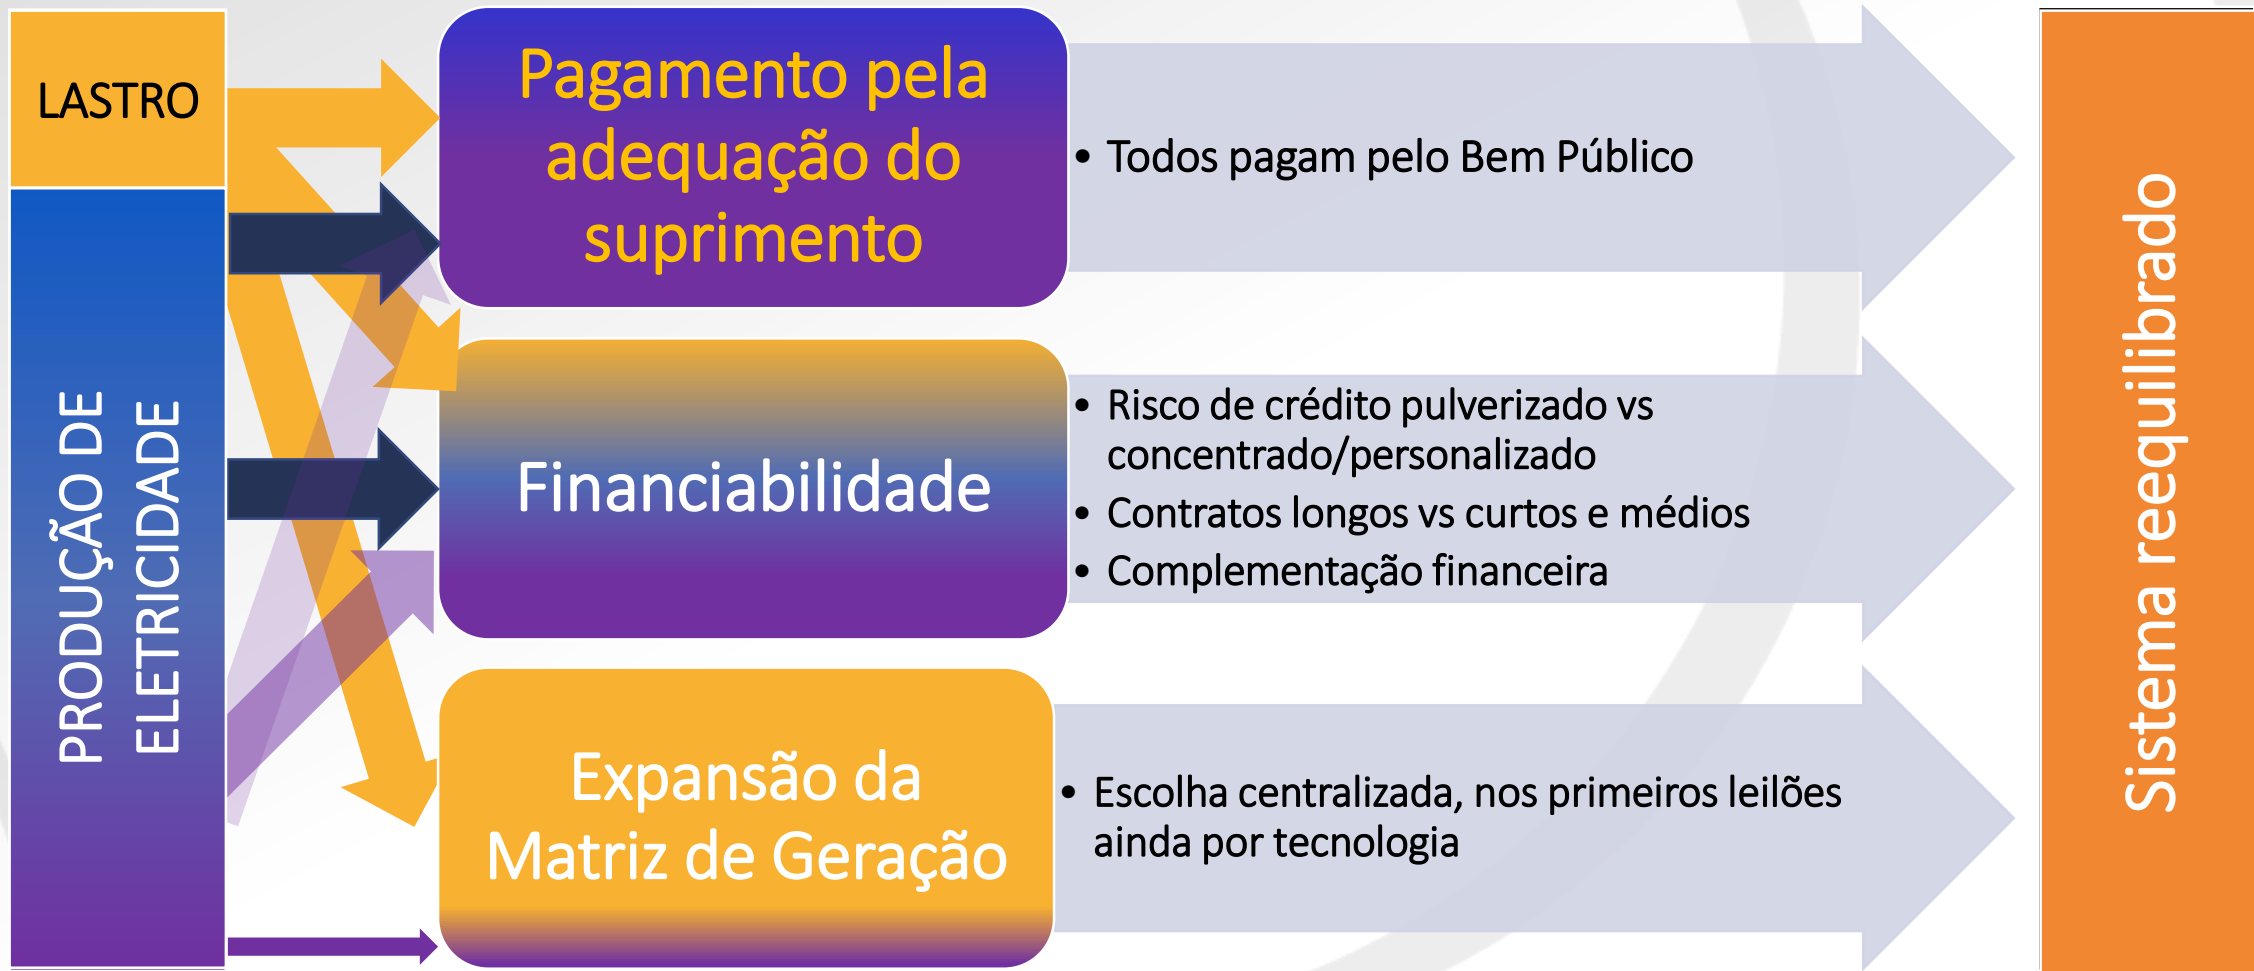 LASTRO
PRODUÇÃO DE
ELETRICIDADE
Pagamento pela
adequação do
suprimento
• Todos pagam pelo Bem Público
Financiabilidade
• Risco de crédito pulverizado vs
concentrado/personalizado
• Contratos longos vs curtos e médios
• Complementação financeira
Expansão da
Matriz de Geração
• Escolha centralizada, nos primeiros leilões
ainda por tecnologia
Sistema reequilibrado